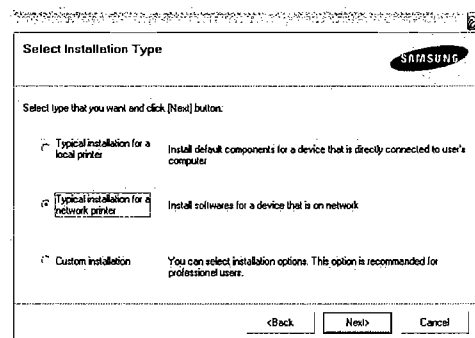 Select Installation Type
SAMSUNG
Select type that you want and click [Next] button:
Typical installation for a
local printer
Install default components for a device that is directly connected to user's
computer
Typical installation for a
network printer
Install softwares for a device that is on network
Custom installation
You can select installation options. This option is recommanded for
professionel users.
<Back
Next>
Cancel